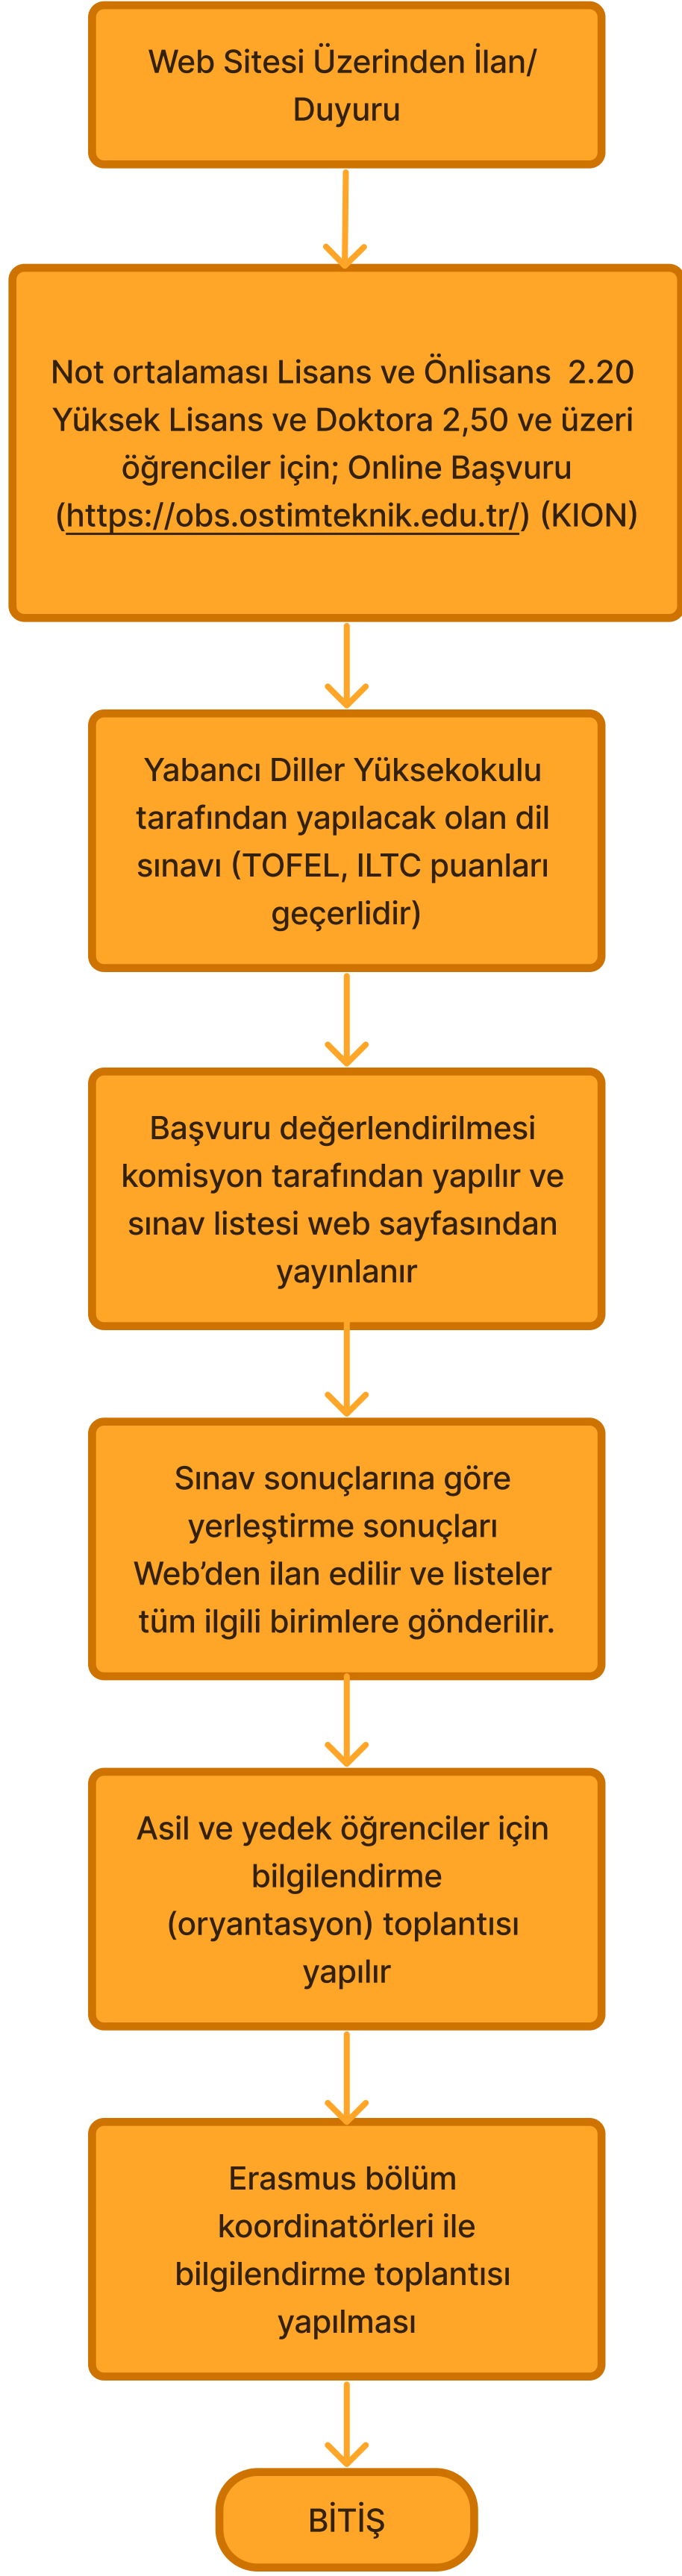 Web Sitesi Üzerinden İlan/
Duyuru
Not ortalaması Lisans ve Önlisans  2.20
Yüksek Lisans ve Doktora 2,50 ve üzeri
öğrenciler için; Online Başvuru
(https://obs.ostimteknik.edu.tr/) (KION)
Yabancı Diller Yüksekokulu
tarafından yapılacak olan dil
sınavı (TOFEL, ILTC puanları
geçerlidir)
Başvuru değerlendirilmesi
komisyon tarafından yapılır ve
sınav listesi web sayfasından
yayınlanır
Sınav sonuçlarına göre
yerleştirme sonuçları
Web’den ilan edilir ve listeler
tüm ilgili birimlere gönderilir.
Asil ve yedek öğrenciler için
bilgilendirme
(oryantasyon) toplantısı
yapılır
Erasmus bölüm
koordinatörleri ile
bilgilendirme toplantısı
yapılması
BİTİŞ